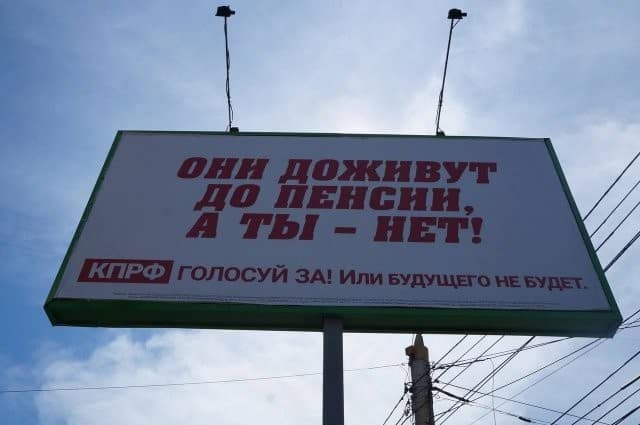 ОНИ ДОЖИВУТ
ДО ПЕНСИИ,
А ТЫ – НЕТ!
КПРФ ГОЛОСУЙ ЗА! Или БУДУЩЕГО НЕ БУДЕТ.